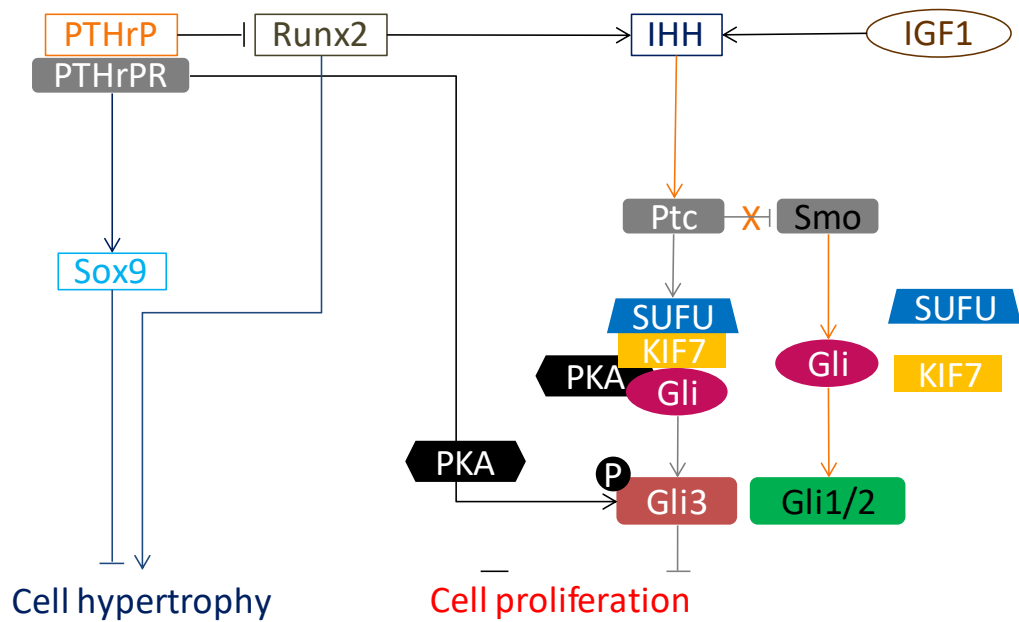 PTHrP
Runx2
IHH
IGF1
PTHrPR
Ptc
X
Smo
Sox9
SUFU
SUFU
KIF7
Gli
KIF7
PKA
Gli
PKA
P
Gli3
Gli1/2
Cell hypertrophy
Cell proliferation